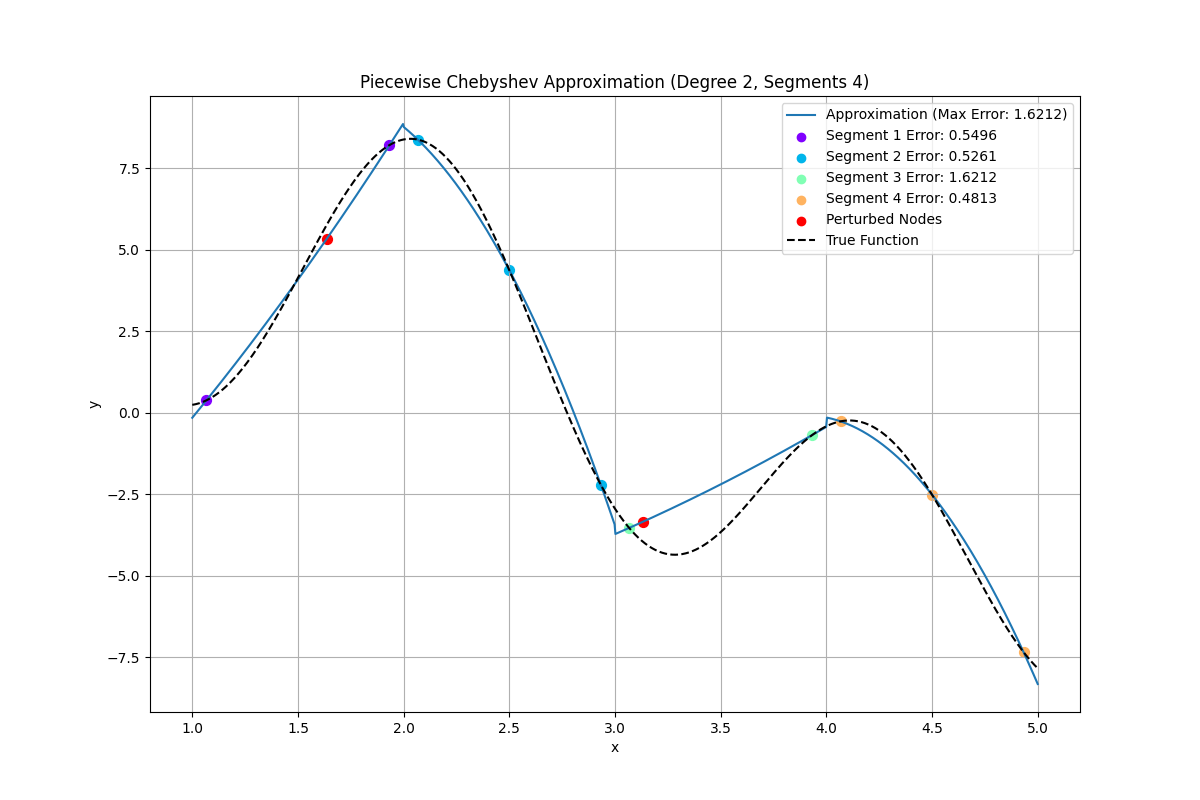 Piecewise Chebyshev Approximation (Degree 2, Segments 4)
Approximation (Max Error: 1.6212)
Segment 1 Error: 0.5496
Segment 2 Error: 0.5261
Segment 3 Error: 1.6212
Segment 4 Error: 0.4813
Perturbed Nodes
True Function
7.5
5.0
2.5
0.0
−2.5
−5.0
−7.5
y
1.0 1.5 2.0 2.5 3.0 3.5 4.0 4.5 5.0
x